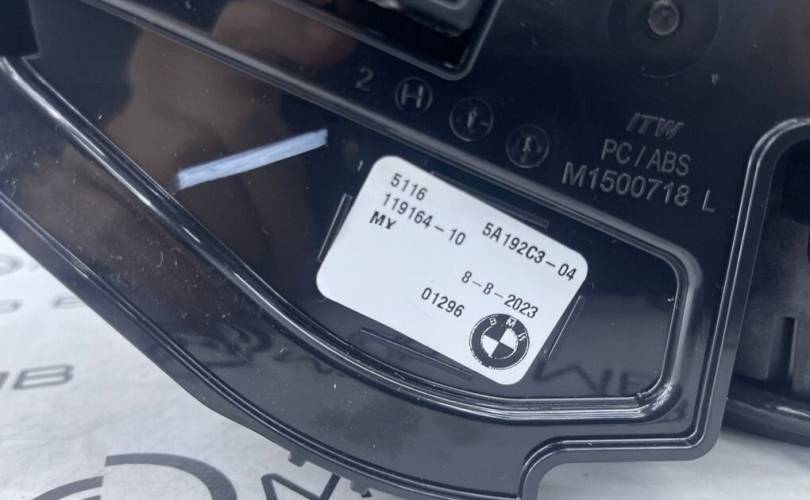 2 H
ITW
PC/ABS
M1500718 L
5116
119164-10 5A192C3-04
MY
8-8-2023
01296
BMW